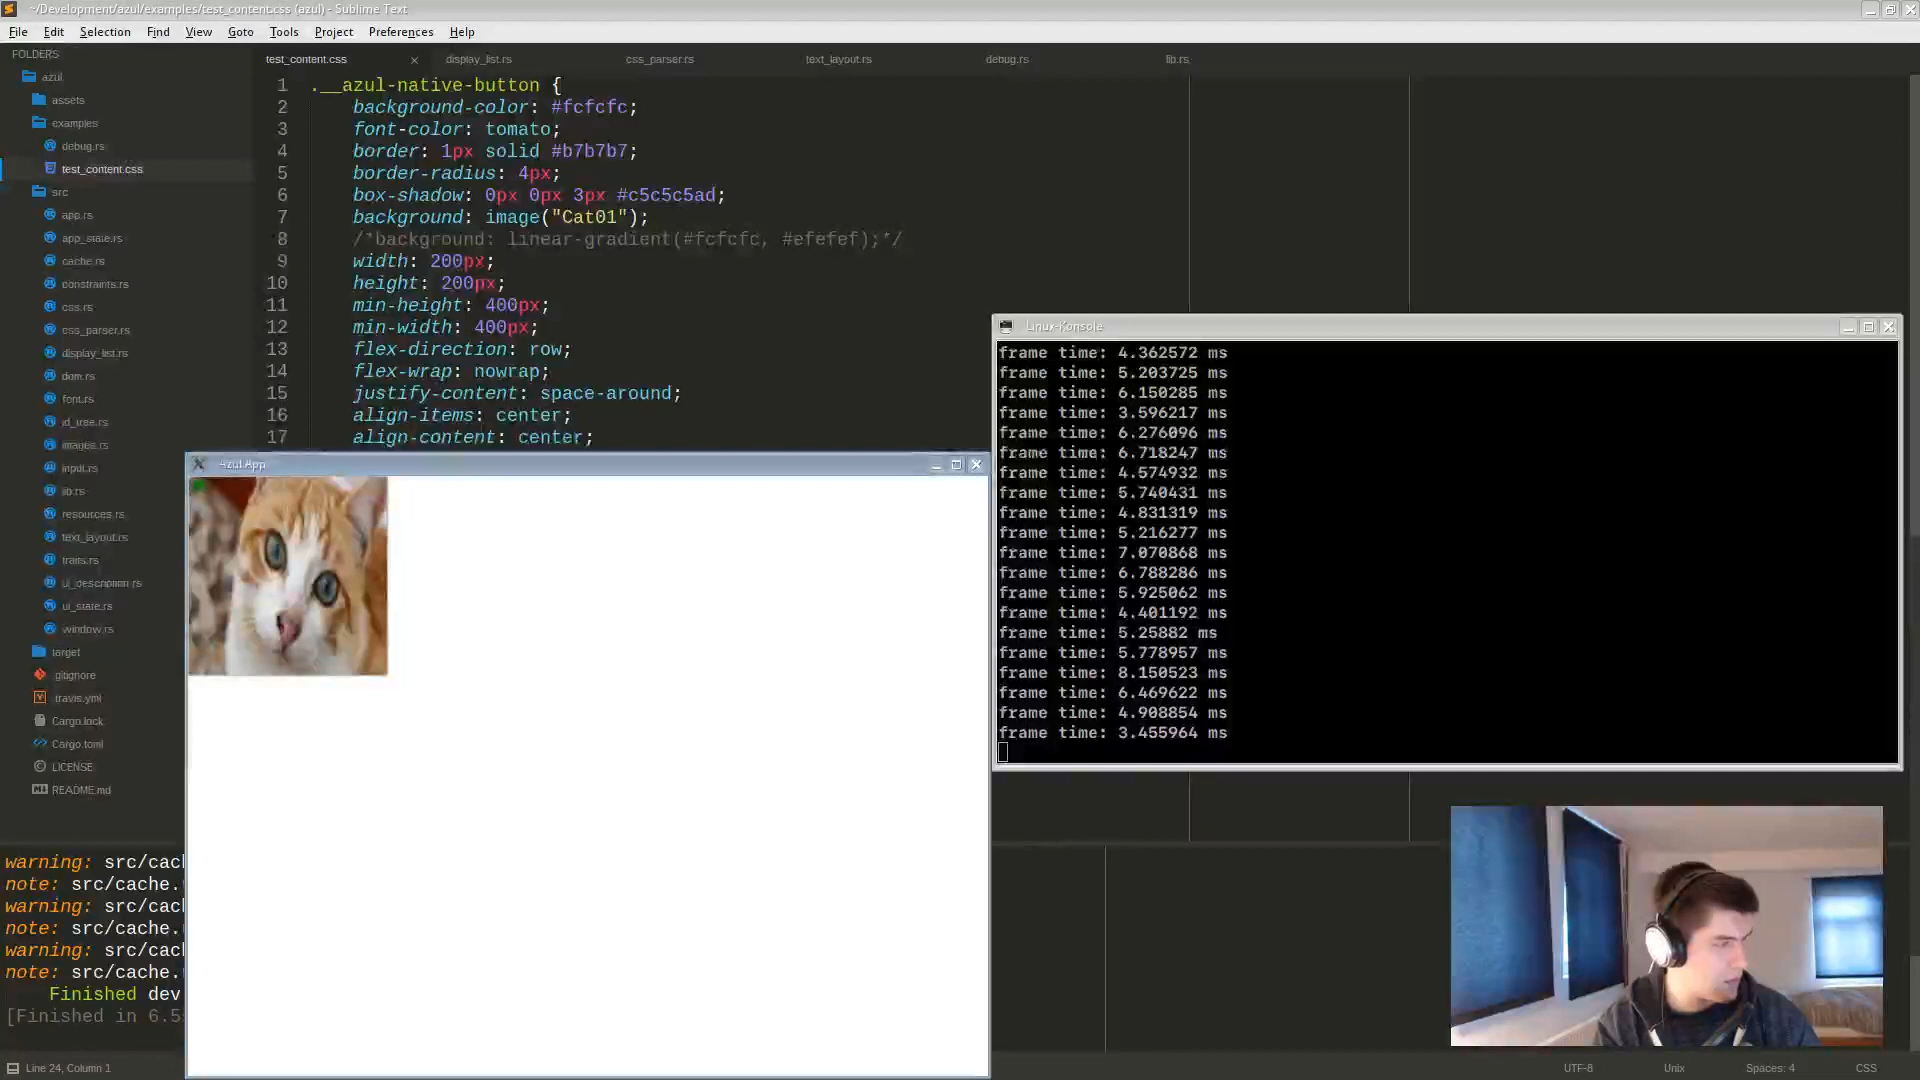 ~/Development/azul/examples/test_content.css (azul) - Sublime Text
File Edit Selection Find View Goto Tools Project Preferences Help
FOLDERS
azul
assets
examples
debug.rs
test_content.css
src
app.rs
app_state.rs
cache.rs
constraints.rs
css.rs
css_parser.rs
display_list.rs
dom.rs
font.rs
id_tree.rs
images.rs
input.rs
lib.rs
resources.rs
text_layout.rs
traits.rs
ui_description.rs
ui_state.rs
window.rs
target
.gitignore
.travis.yml
Cargo.lock
Cargo.toml
LICENSE
README.md
test_content.css × display_list.rs css_parser.rs text_layout.rs debug.rs lib.rs
1 .__azul-native-button {
2 background-color: #fcfcfc;
3 font-color: tomato;
4 border: 1px solid #b7b7b7;
5 border-radius: 4px;
6 box-shadow: 0px 0px 3px #c5c5c5ad;
7 background: image("Cat01");
8 /*background: linear-gradient(#fcfcfc, #efefef);*/
9 width: 200px;
10 height: 200px;
11 min-height: 400px;
12 min-width: 400px;
13 flex-direction: row;
14 flex-wrap: nowrap;
15 justify-content: space-around;
16 align-items: center;
17 align-content: center;
Azul App
Linux-Konsole
frame time: 4.362572 ms
frame time: 5.203725 ms
frame time: 6.150285 ms
frame time: 3.596217 ms
frame time: 6.276096 ms
frame time: 6.718247 ms
frame time: 4.574932 ms
frame time: 5.740431 ms
frame time: 4.831319 ms
frame time: 5.216277 ms
frame time: 7.070868 ms
frame time: 6.788286 ms
frame time: 5.925062 ms
frame time: 4.401192 ms
frame time: 5.25882 ms
frame time: 5.778957 ms
frame time: 8.150523 ms
frame time: 6.469622 ms
frame time: 4.908854 ms
frame time: 3.455964 ms
warning: src/cach
note: src/cache.
warning: src/cach
note: src/cache.
warning: src/cach
note: src/cache.
Finished dev
[Finished in 6.5
Line 24, Column 1
UTF-8 Unix Spaces: 4 CSS